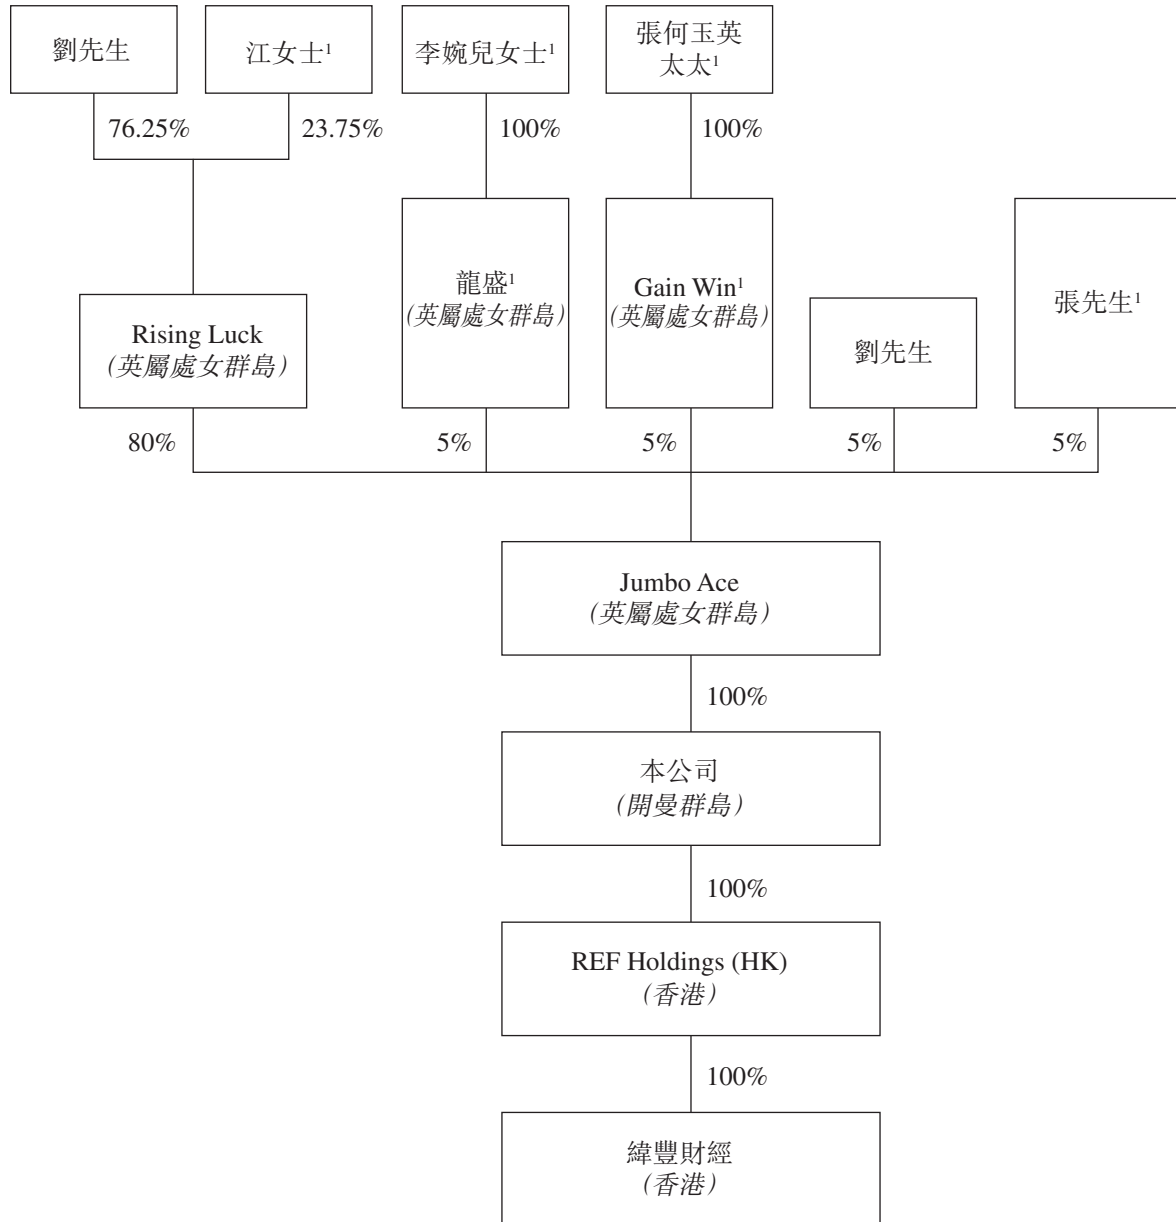 劉先生
江女士¹
李婉兒女士¹
張何玉英
太太¹
76.25%
23.75%
100%
100%
Rising Luck
(英屬處女群島)
龍盛¹
(英屬處女群島)
Gain Win¹
(英屬處女群島)
劉先生
張先生¹
80%
5%
5%
5%
5%
Jumbo Ace
(英屬處女群島)
100%
本公司
(開曼群島)
100%
REF Holdings (HK)
(香港)
100%
緯豐財經
(香港)